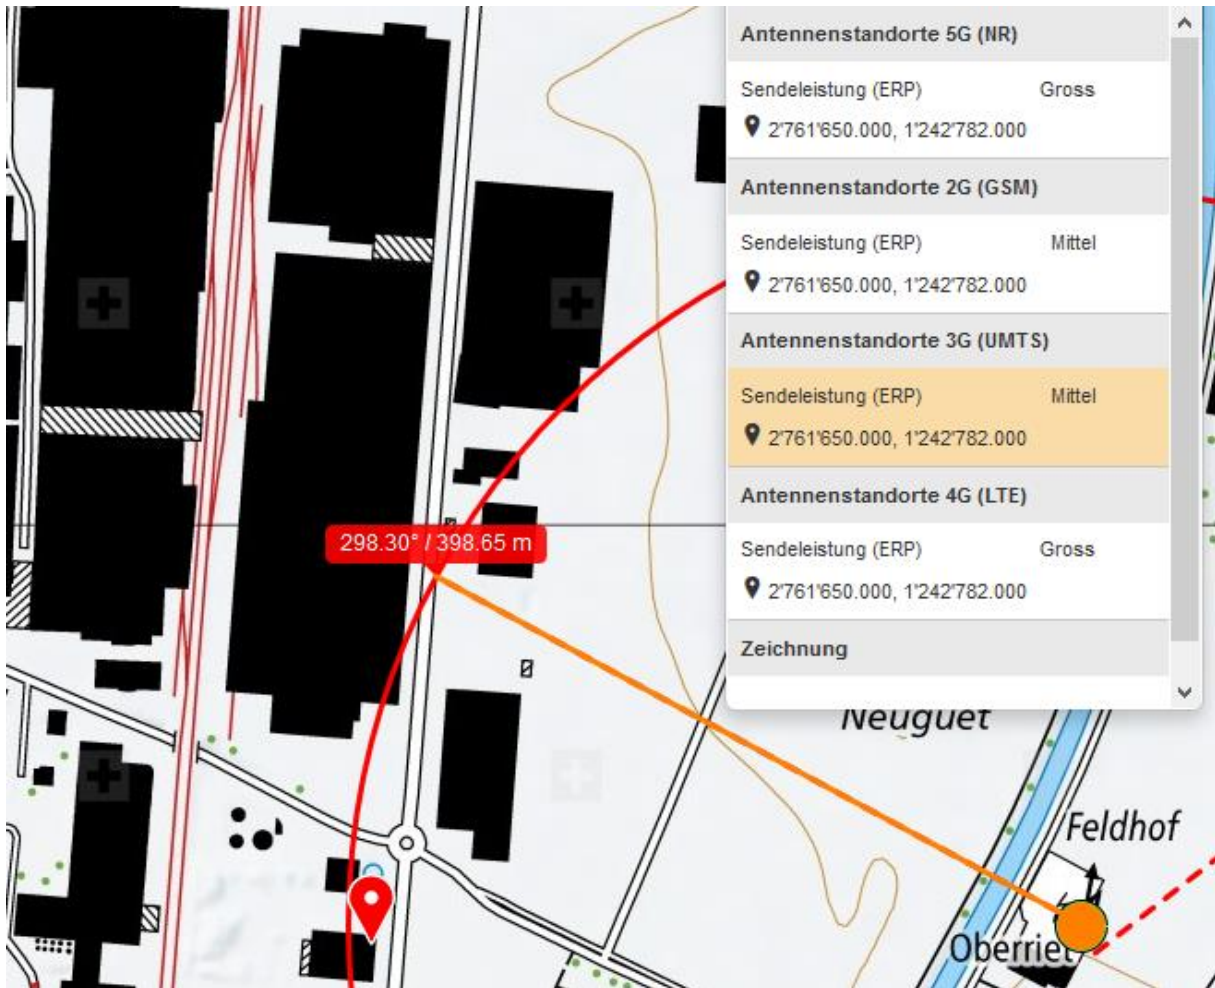 Antennenstandorte 5G (NR)
Sendeleistung (ERP) Gross
2'761'650.000, 1'242'782.000
Antennenstandorte 2G (GSM)
Sendeleistung (ERP) Mittel
2'761'650.000, 1'242'782.000
Antennenstandorte 3G (UMTS)
Sendeleistung (ERP) Mittel
2'761'650.000, 1'242'782.000
Antennenstandorte 4G (LTE)
Sendeleistung (ERP) Gross
2'761'650.000, 1'242'782.000
Zeichnung
298.30° / 398.65 m
Neuguet
Feldhof
Oberriet